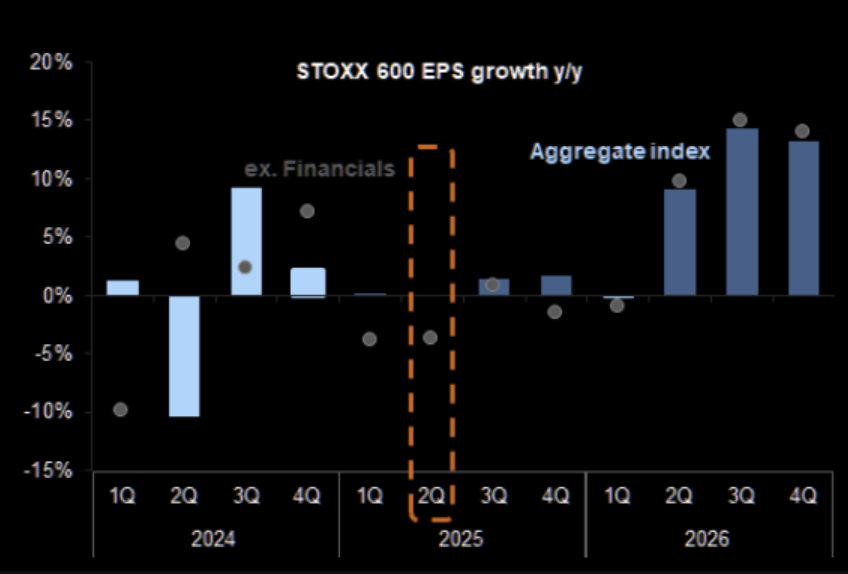 STOXX 600 EPS growth y/y
20%
15%
10%
5%
0%
-5%
-10%
-15%
ex. Financials
Aggregate index
1Q 2Q 3Q 4Q 1Q 2Q 3Q 4Q 1Q 2Q 3Q 4Q
2024 2025 2026